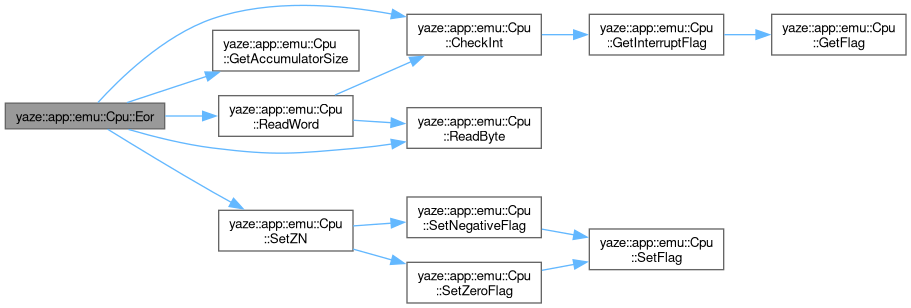 yaze::app::emu::Cpu::Eor
yaze::app::emu::Cpu
::GetAccumulatorSize
yaze::app::emu::Cpu
::ReadWord
yaze::app::emu::Cpu
::SetZN
yaze::app::emu::Cpu
::CheckInt
yaze::app::emu::Cpu
::ReadByte
yaze::app::emu::Cpu
::SetNegativeFlag
yaze::app::emu::Cpu
::SetZeroFlag
yaze::app::emu::Cpu
::GetInterruptFlag
yaze::app::emu::Cpu
::SetFlag
yaze::app::emu::Cpu
::GetFlag